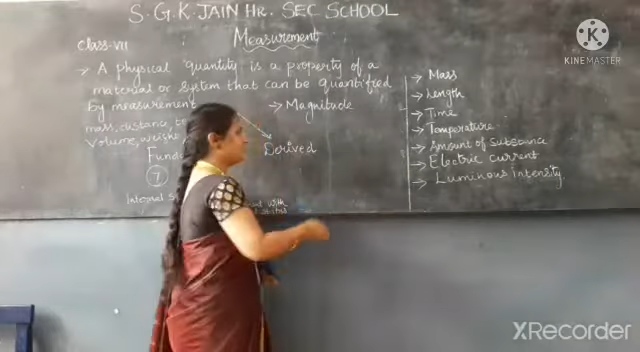 S.G.K.JAIN HR. SEC SCHOOL
Measurement
Class-VII
→ A physical quantity is a property of a
material or system that can be quantified
by measurement → Magnitude
mass, distance,
Volume,
Derived
7
with
→ Mass
→ Length
→ Time
→ Temperature
→ Amount of substance
→ Electric current
→ Luminous intensity.
KINEMASTER
XRecorder